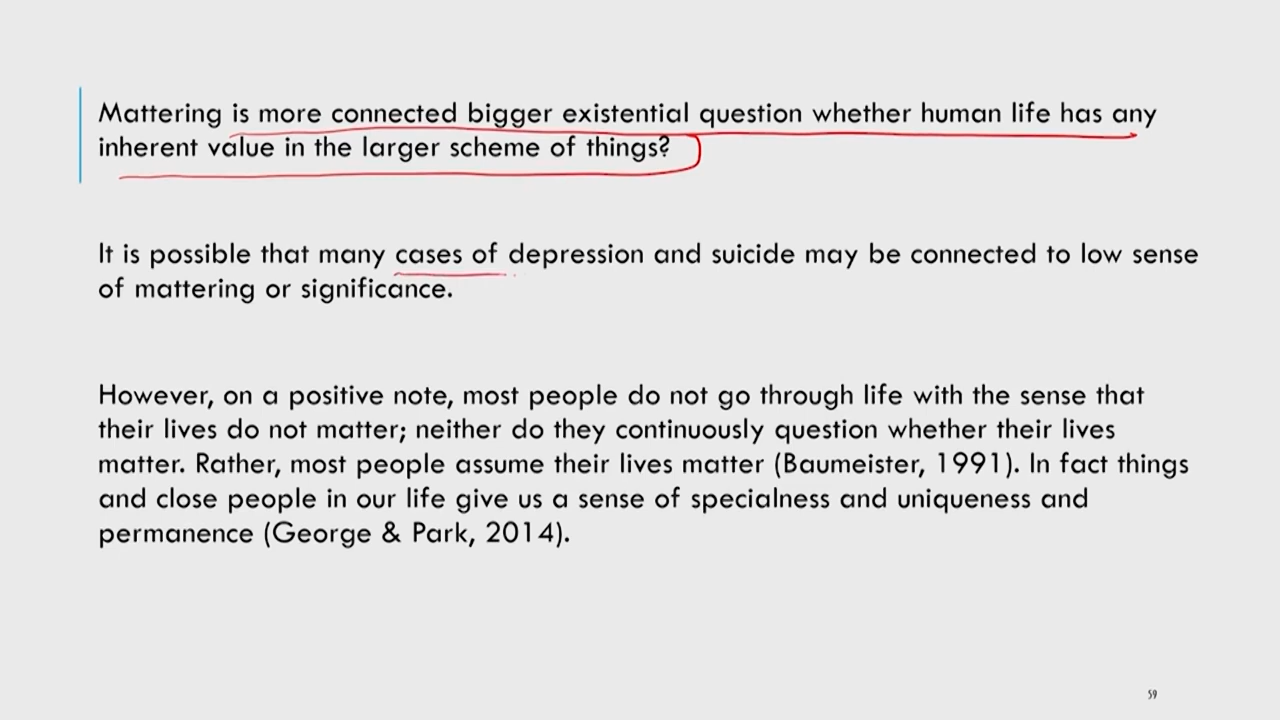 Mattering is more connected bigger existential question whether human life has any
inherent value in the larger scheme of things?
It is possible that many cases of depression and suicide may be connected to low sense
of mattering or significance.
However, on a positive note, most people do not go through life with the sense that
their lives do not matter; neither do they continuously question whether their lives
matter. Rather, most people assume their lives matter (Baumeister, 1991). In fact things
and close people in our life give us a sense of specialness and uniqueness and
permanence (George & Park, 2014).
59